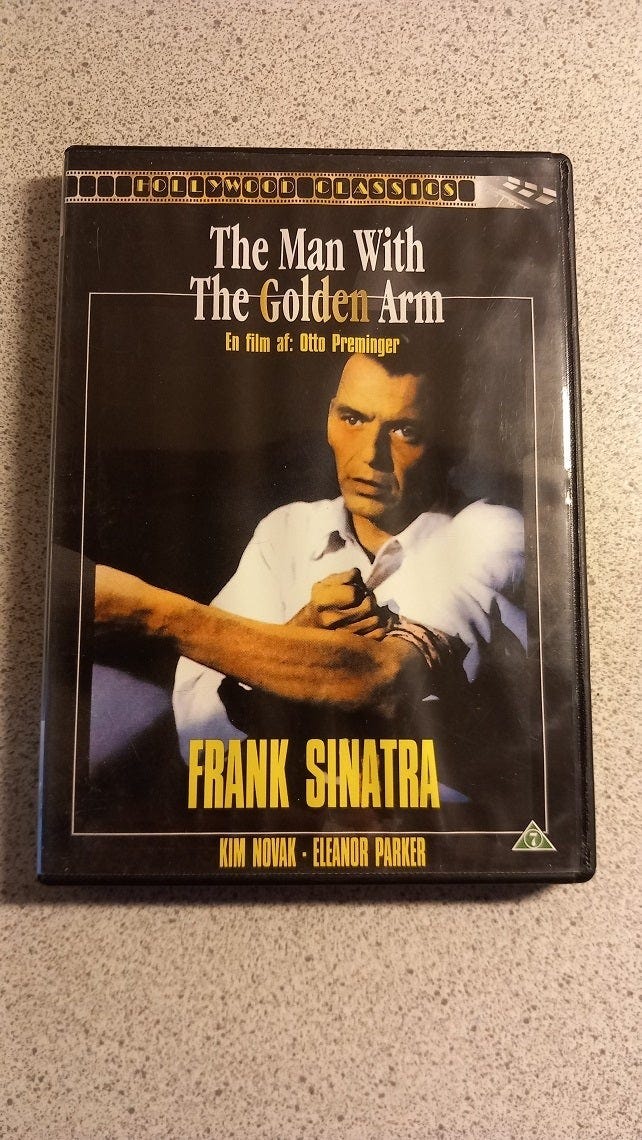 HOLLYWOOD CLASSICS
The Man With
The Golden Arm
En film af: Otto Preminger
FRANK SINATRA
KIM NOVAK · ELEANOR PARKER
7